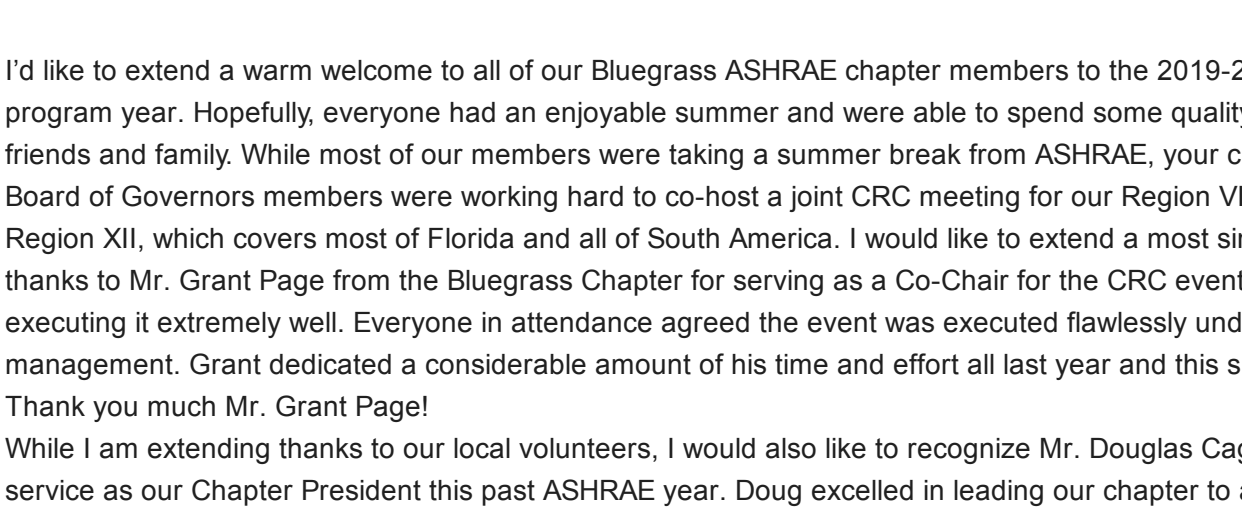 I’d like to extend a warm welcome to all of our Bluegrass ASHRAE chapter members to the 2019-2
program year. Hopefully, everyone had an enjoyable summer and were able to spend some quality
friends and family. While most of our members were taking a summer break from ASHRAE, your c
Board of Governors members were working hard to co-host a joint CRC meeting for our Region VI
Region XII, which covers most of Florida and all of South America. I would like to extend a most sin
thanks to Mr. Grant Page from the Bluegrass Chapter for serving as a Co-Chair for the CRC event
executing it extremely well. Everyone in attendance agreed the event was executed flawlessly und
management. Grant dedicated a considerable amount of his time and effort all last year and this s
Thank you much Mr. Grant Page!
While I am extending thanks to our local volunteers, I would also like to recognize Mr. Douglas Cag
service as our Chapter President this past ASHRAE year. Doug excelled in leading our chapter to a